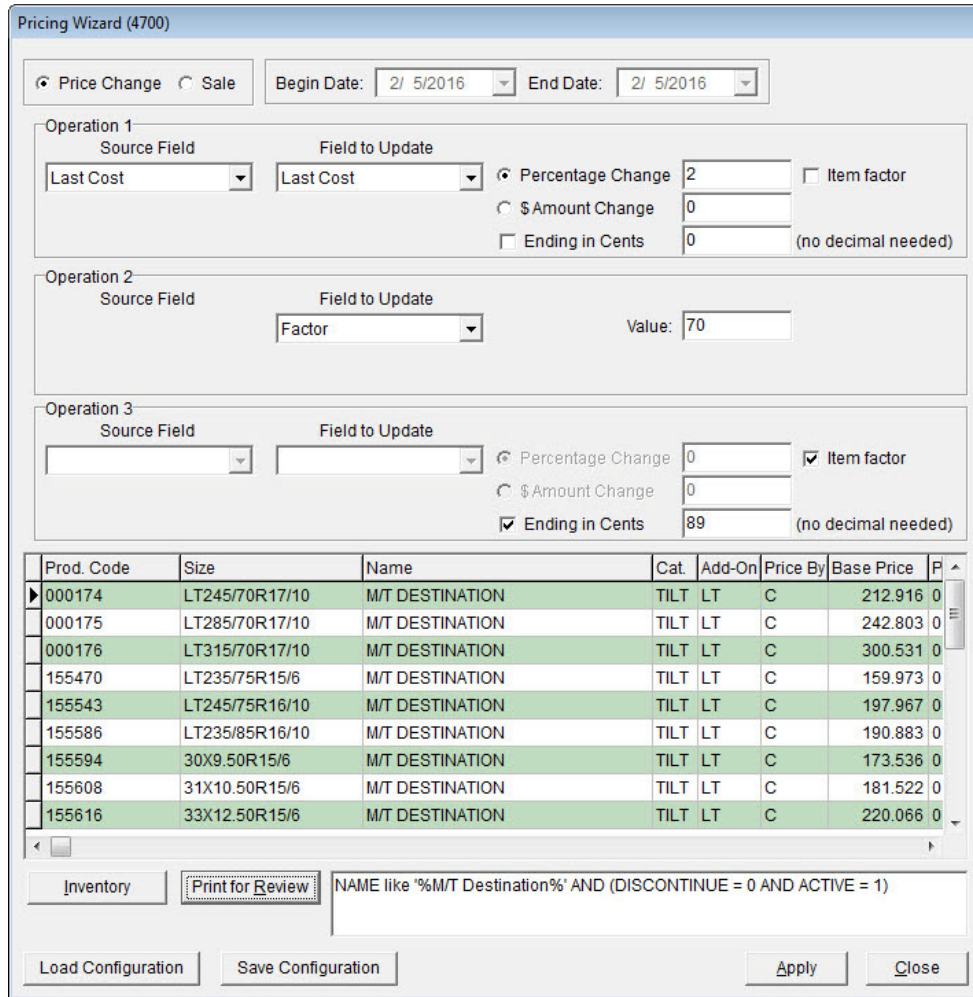 Pricing Wizard (4700)
Price Change Sale Begin Date: 2/ 5/2016 End Date: 2/ 5/2016
Operation 1
Source Field Field to Update
Last Cost Last Cost Percentage Change 2 Item factor
$ Amount Change 0
Ending in Cents 0 (no decimal needed)
Operation 2
Source Field Field to Update
Factor Value: 70
Operation 3
Source Field Field to Update
Percentage Change 0 Item factor
$ Amount Change 0
Ending in Cents 89 (no decimal needed)
Prod. Code Size Name Cat. Add-On Price By Base Price P
000174 LT245/70R17/10 M/T DESTINATION TILT LT C 212.916 0
000175 LT285/70R17/10 M/T DESTINATION TILT LT C 242.803 0
000176 LT315/70R17/10 M/T DESTINATION TILT LT C 300.531 0
155470 LT235/75R15/6 M/T DESTINATION TILT LT C 159.973 0
155543 LT245/75R16/10 M/T DESTINATION TILT LT C 197.967 0
155586 LT235/85R16/10 M/T DESTINATION TILT LT C 190.883 0
155594 30X9.50R15/6 M/T DESTINATION TILT LT C 173.536 0
155608 31X10.50R15/6 M/T DESTINATION TILT LT C 181.522 0
155616 33X12.50R15/6 M/T DESTINATION TILT LT C 220.066 0
Inventory Print for Review NAME like '%M/T Destination%' AND (DISCONTINUE = 0 AND ACTIVE = 1)
Load Configuration Save Configuration Apply Close